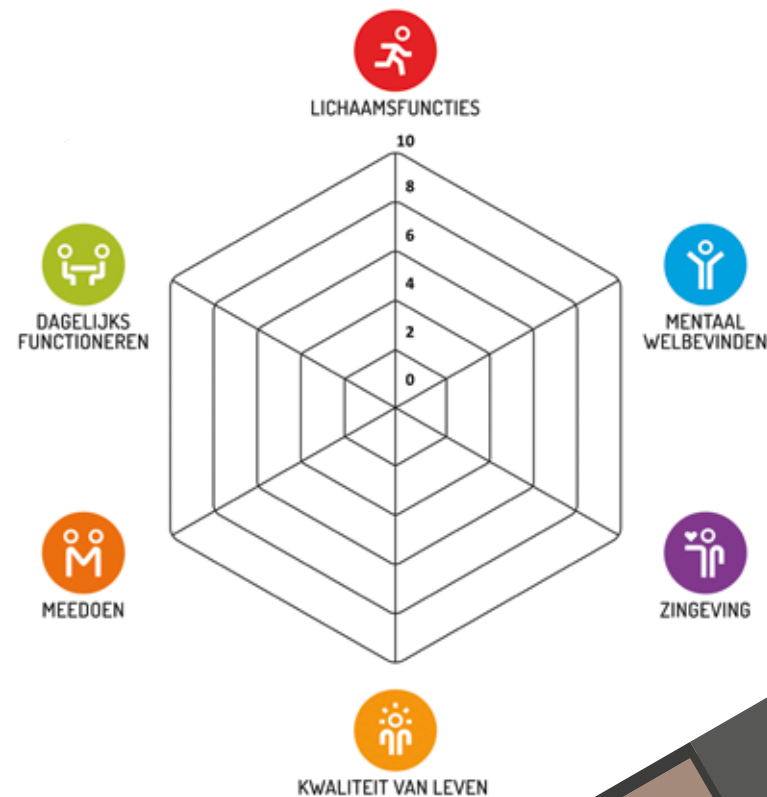 LICHAAMSFUNCTIES
10
8
6
4
2
0
DAGELIJKS
FUNCTIONEREN
MENTAAL
WELBEVINDEN
MEEDOEN
ZINGEVING
KWALITEIT VAN LEVEN